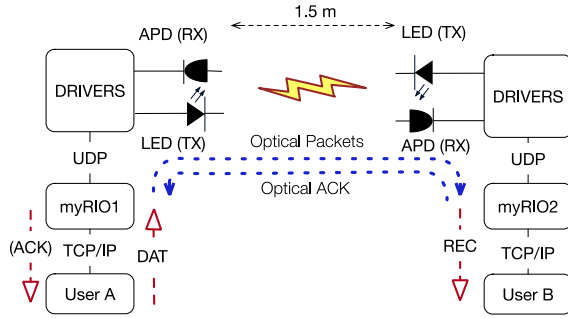 1.5 m
APD (RX)
LED (TX)
DRIVERS
DRIVERS
LED (TX)
Optical Packets
APD (RX)
UDP
Optical ACK
UDP
myRIO1
myRIO2
(ACK)
TCP/IP
DAT
REC
TCP/IP
User A
User B